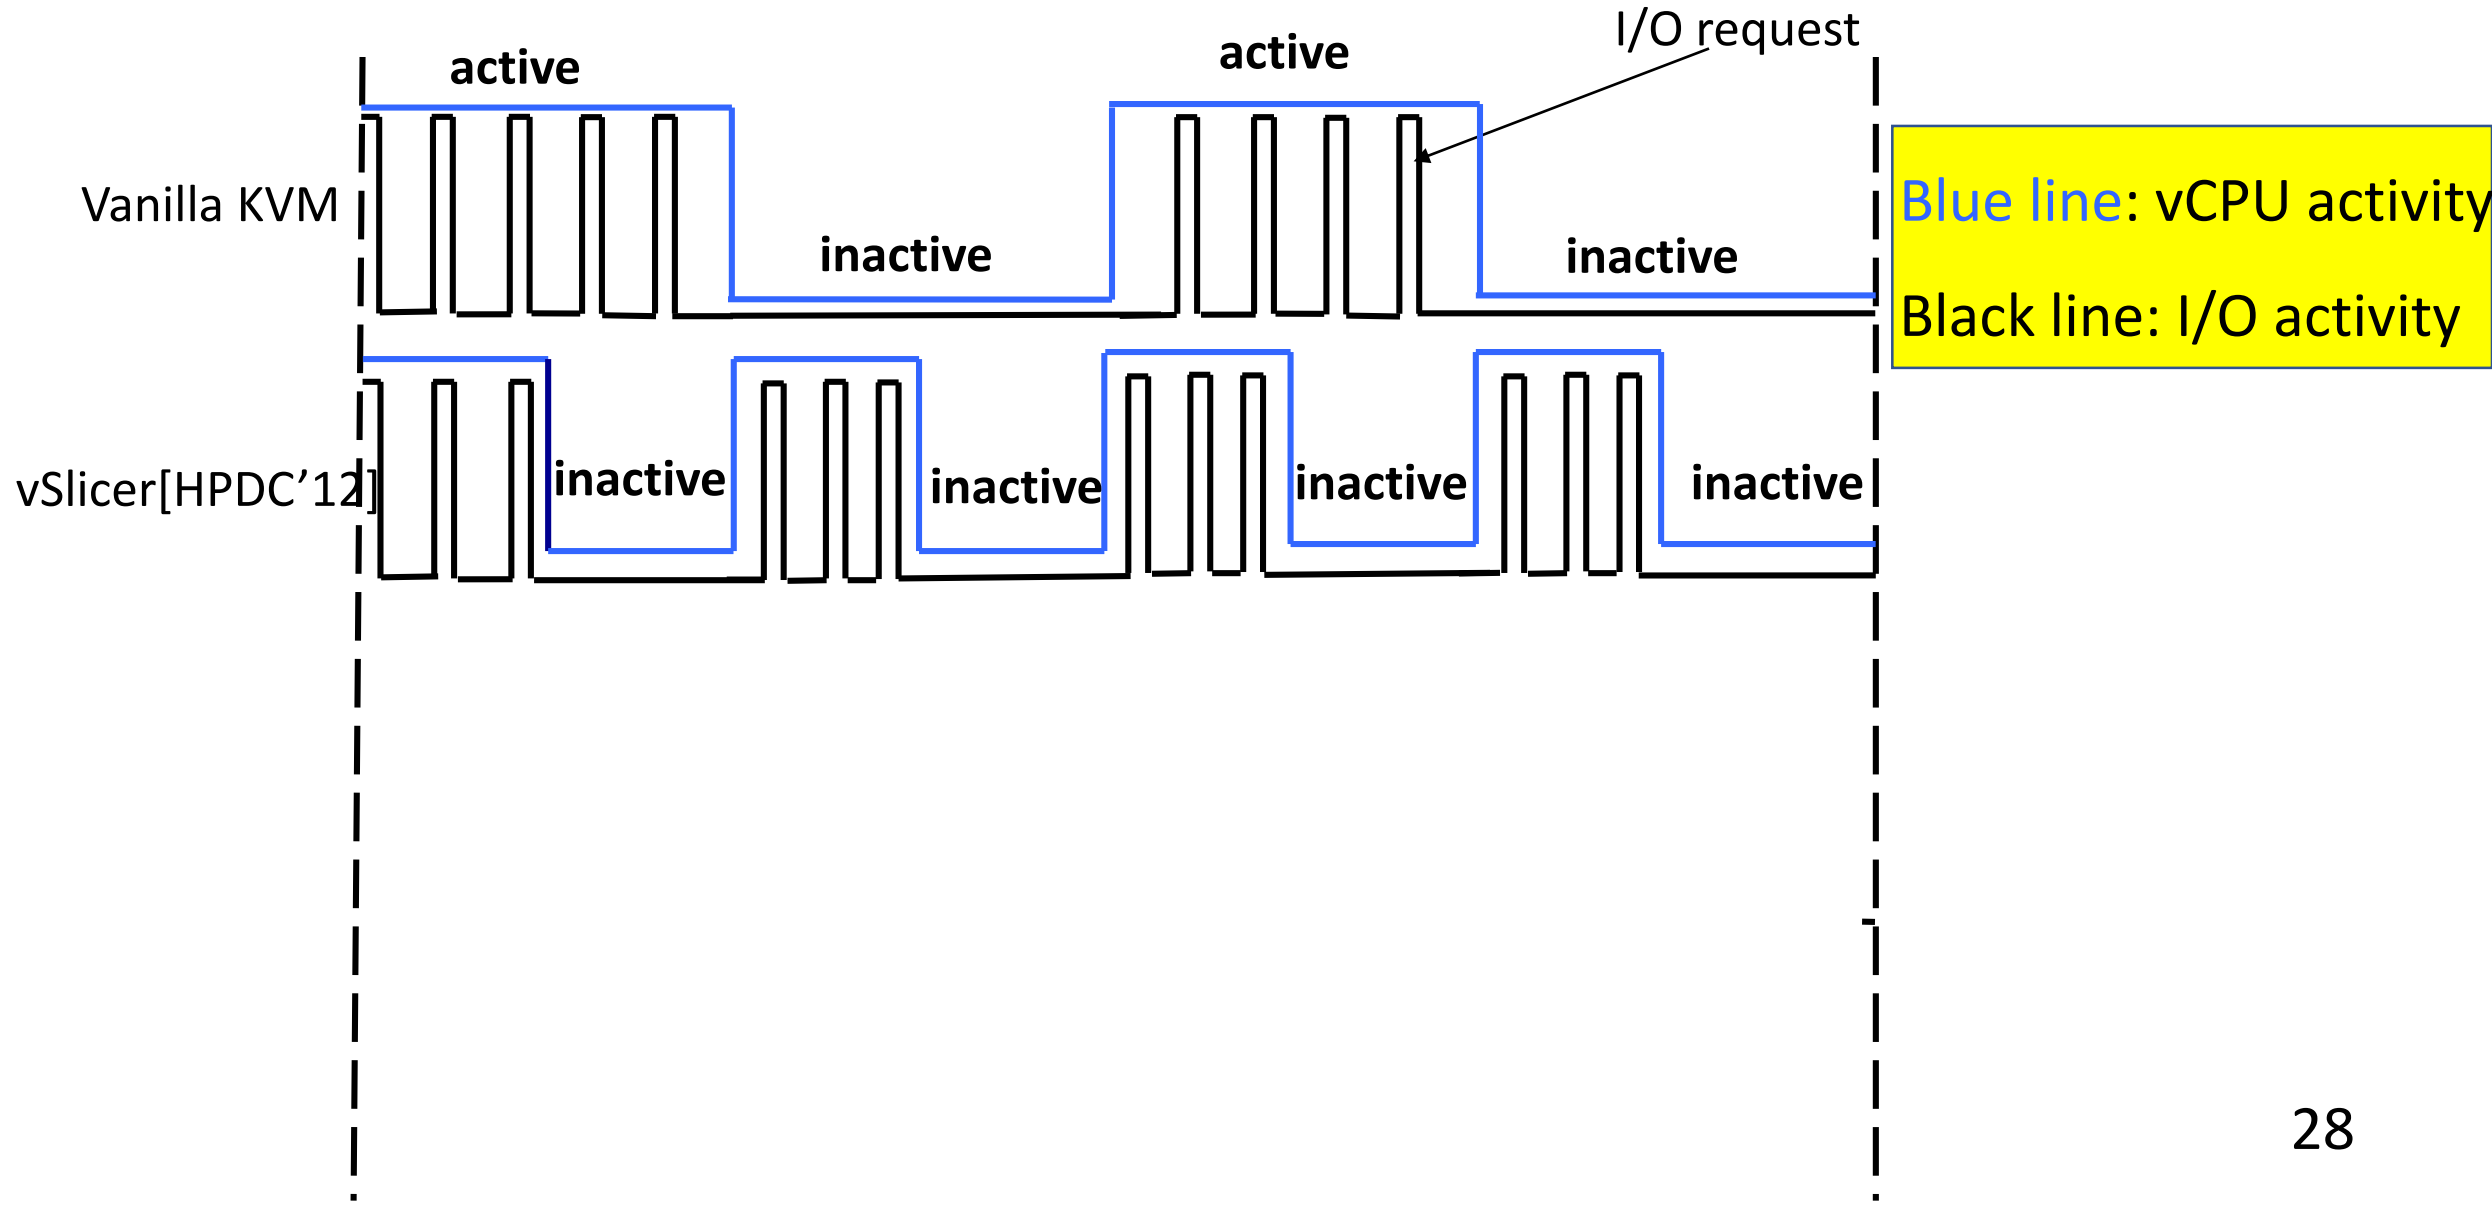 I/O request
active
active
Vanilla KVM
inactive
inactive
Blue line: vCPU activity
Black line: I/O activity
vSlicer[HPDC’12]
inactive
inactive
inactive
inactive
28